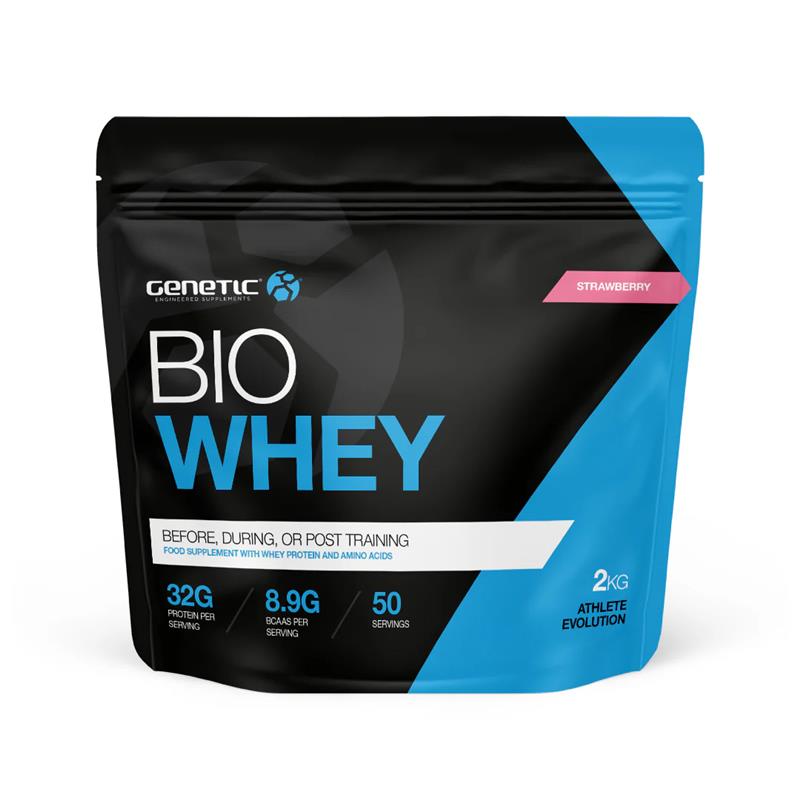 GENETIC®
ENGINEERED SUPPLEMENTS
STRAWBERRY
BIO
WHEY
BEFORE, DURING, OR POST TRAINING
FOOD SUPPLEMENT WITH WHEY PROTEIN AND AMINO ACIDS
32G
PROTEIN PER
SERVING
8.9G
BCAAS PER
SERVING
50
SERVINGS
2KG
ATHLETE
EVOLUTION